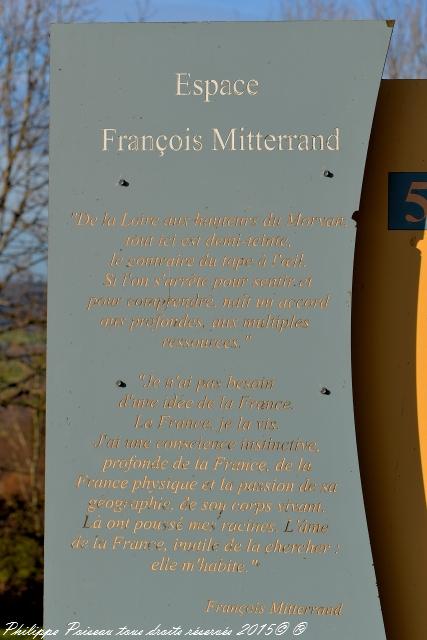 Espace
François Mitterrand
"De la Loire aux hauteurs du Morvan,
tout ici est demi-teinte,
le contraire du tape à l'œil.
Si l'on s'arrête pour sentir et
pour comprendre, naît un accord
aux profondes, aux multiples
ressources."
5
"Je n'ai pas besoin
d'une idée de la France.
La France, je la vis.
J'ai une conscience instinctive,
profonde de la France, de la
France physique et la passion de sa
géographie, de son corps vivant.
Là ont poussé mes racines. L'âme
de la France, inutile de la chercher :
elle m'habite."
François Mitterrand
Philippe Poiseau tous droits réservés 2015© ®